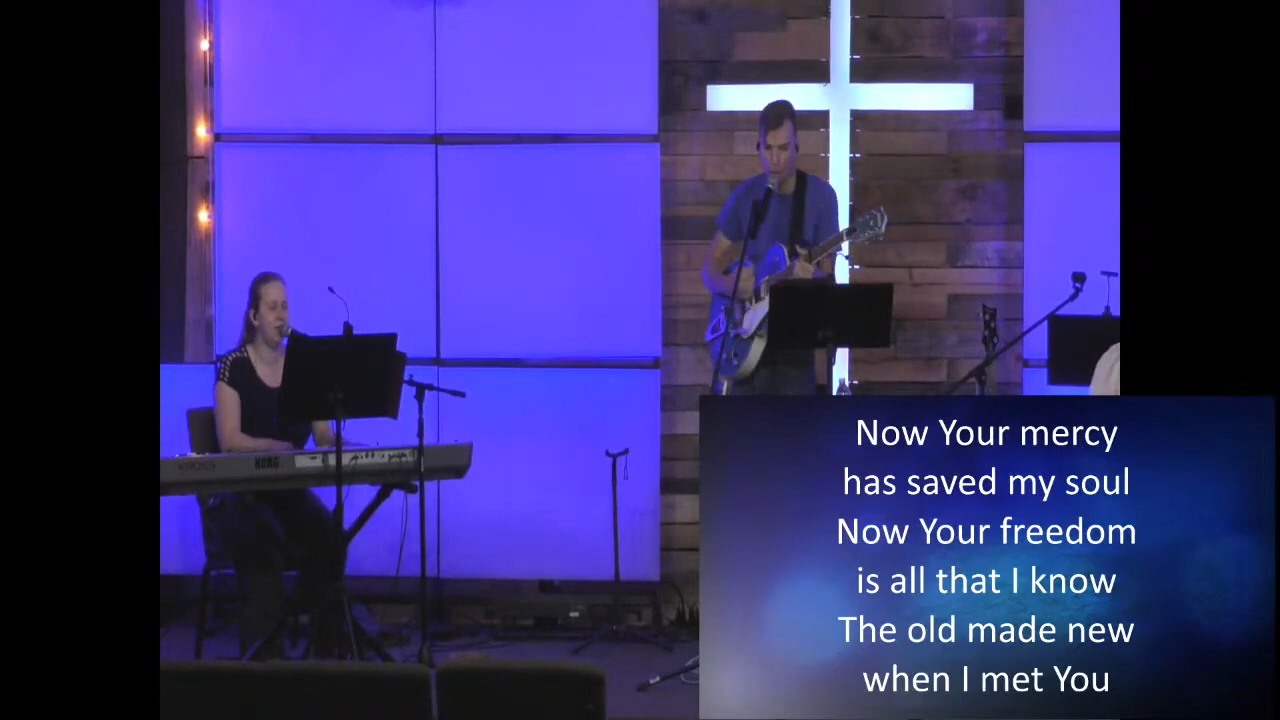 KORG
Now Your mercy
has saved my soul
Now Your freedom
is all that I know
The old made new
when I met You